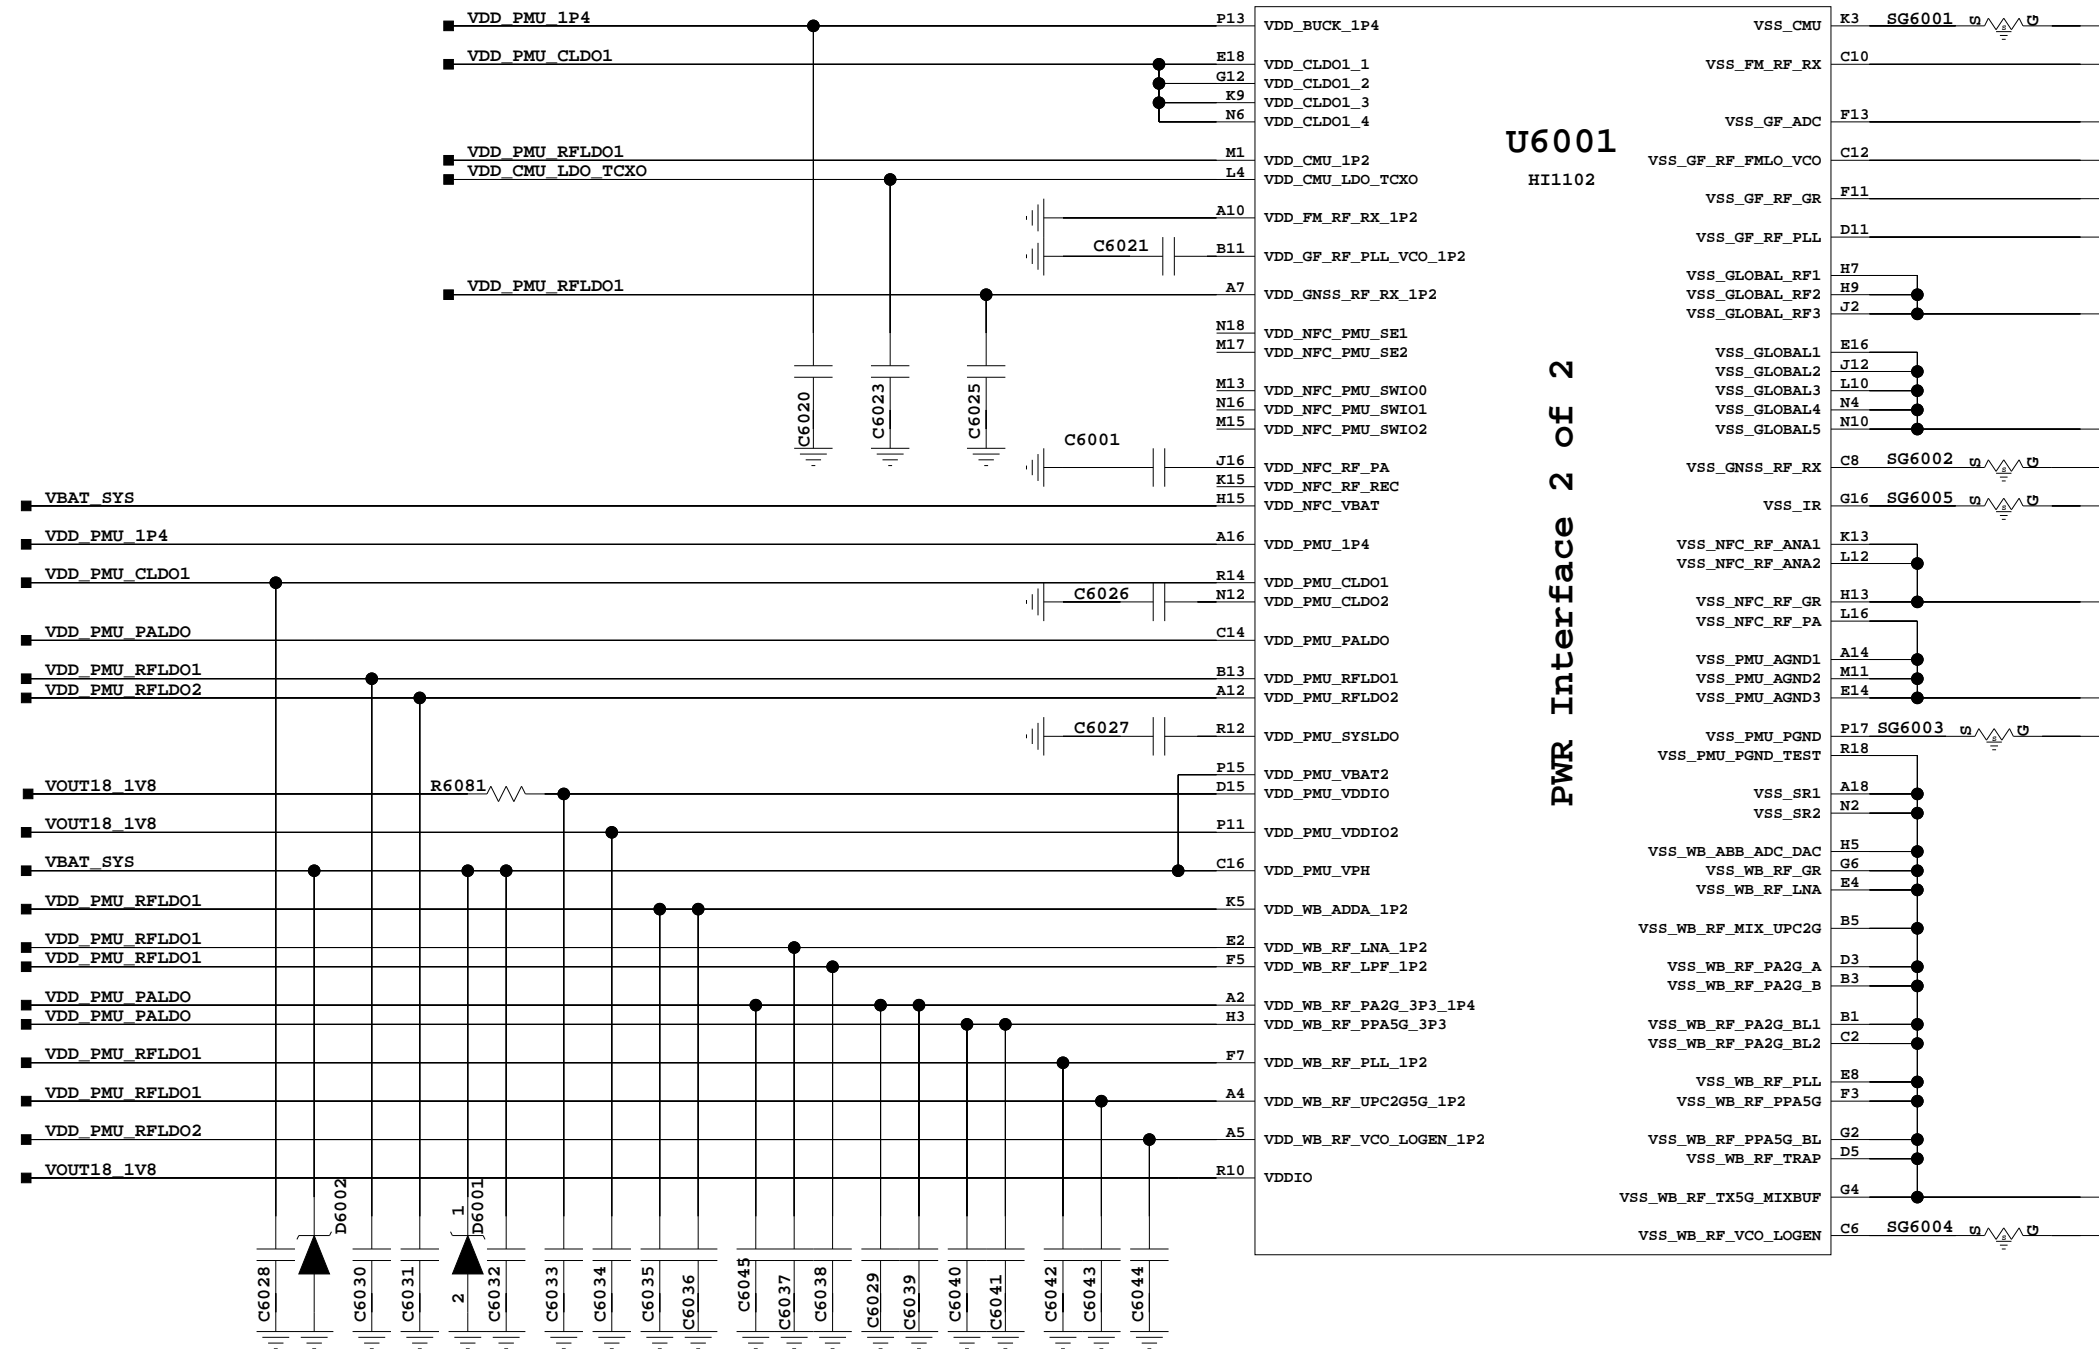 VDD_PMU_1P4 P13 VDD_BUCK_1P4 VSS_CMU K3 SG6001 S s G
VDD_PMU_CLDO1 E18 VDD_CLDO1_1 VSS_FM_RF_RX C10
G12 VDD_CLDO1_2
K9 VDD_CLDO1_3
N6 VDD_CLDO1_4 VSS_GF_ADC F13
U6001
VDD_PMU_RFLDO1 M1 VDD_CMU_1P2 VSS_GF_RF_FMLO_VCO C12
VDD_CMU_LDO_TCXO L4 VDD_CMU_LDO_TCXO HI1102
VSS_GF_RF_GR F11
A10 VDD_FM_RF_RX_1P2
VSS_GF_RF_PLL D11
C6021 B11 VDD_GF_RF_PLL_VCO_1P2
VSS_GLOBAL_RF1 H7
VDD_PMU_RFLDO1 A7 VDD_GNSS_RF_RX_1P2 VSS_GLOBAL_RF2 H9
VSS_GLOBAL_RF3 J2
N18 VDD_NFC_PMU_SE1
M17 VDD_NFC_PMU_SE2 VSS_GLOBAL1 E16
VSS_GLOBAL2 J12
M13 VDD_NFC_PMU_SWIO0 VSS_GLOBAL3 L10
N16 VDD_NFC_PMU_SWIO1 VSS_GLOBAL4 N4
M15 VDD_NFC_PMU_SWIO2 VSS_GLOBAL5 N10
C6020 C6023 C6025
PWR Interface 2 of 2
C6001 J16 VDD_NFC_RF_PA VSS_GNSS_RF_RX C8 SG6002 S s G
K15 VDD_NFC_RF_REC
VBAT_SYS H15 VDD_NFC_VBAT VSS_IR G16 SG6005 S s G
VDD_PMU_1P4 A16 VDD_PMU_1P4 VSS_NFC_RF_ANA1 K13
VSS_NFC_RF_ANA2 L12
VDD_PMU_CLDO1 R14 VDD_PMU_CLDO1
C6026 N12 VDD_PMU_CLDO2 VSS_NFC_RF_GR H13
VSS_NFC_RF_PA L16
VDD_PMU_PALDO C14 VDD_PMU_PALDO
VSS_PMU_AGND1 A14
VDD_PMU_RFLDO1 B13 VDD_PMU_RFLDO1 VSS_PMU_AGND2 M11
VDD_PMU_RFLDO2 A12 VDD_PMU_RFLDO2 VSS_PMU_AGND3 E14
C6027 R12 VDD_PMU_SYSLDO VSS_PMU_PGND P17 SG6003 S s G
VSS_PMU_PGND_TEST R18
P15 VDD_PMU_VBAT2
VOUT18_1V8 R6081 D15 VDD_PMU_VDDIO VSS_SR1 A18
VSS_SR2 N2
VOUT18_1V8 P11 VDD_PMU_VDDIO2
VSS_WB_ABB_ADC_DAC H5
VBAT_SYS C16 VDD_PMU_VPH VSS_WB_RF_GR G6
VSS_WB_RF_LNA E4
VDD_PMU_RFLDO1 K5 VDD_WB_ADDA_1P2
VSS_WB_RF_MIX_UPC2G B5
VDD_PMU_RFLDO1 E2 VDD_WB_RF_LNA_1P2
VDD_PMU_RFLDO1 F5 VDD_WB_RF_LPF_1P2 VSS_WB_RF_PA2G_A D3
VSS_WB_RF_PA2G_B B3
VDD_PMU_PALDO A2 VDD_WB_RF_PA2G_3P3_1P4
VDD_PMU_PALDO H3 VDD_WB_RF_PPA5G_3P3 VSS_WB_RF_PA2G_BL1 B1
VSS_WB_RF_PA2G_BL2 C2
VDD_PMU_RFLDO1 F7 VDD_WB_RF_PLL_1P2
VSS_WB_RF_PLL E8
VDD_PMU_RFLDO1 A4 VDD_WB_RF_UPC2G5G_1P2 VSS_WB_RF_PPA5G F3
VDD_PMU_RFLDO2 A5 VDD_WB_RF_VCO_LOGEN_1P2 VSS_WB_RF_PPA5G_BL G2
VSS_WB_RF_TRAP D5
VOUT18_1V8 R10 VDDIO
VSS_WB_RF_TX5G_MIXBUF G4
VSS_WB_RF_VCO_LOGEN C6 SG6004 S s G
D6002 1 D6001
C6028 C6030 C6031 2 C6032 C6033 C6034 C6035 C6036 C6045 C6037 C6038 C6029 C6039 C6040 C6041 C6042 C6043 C6044